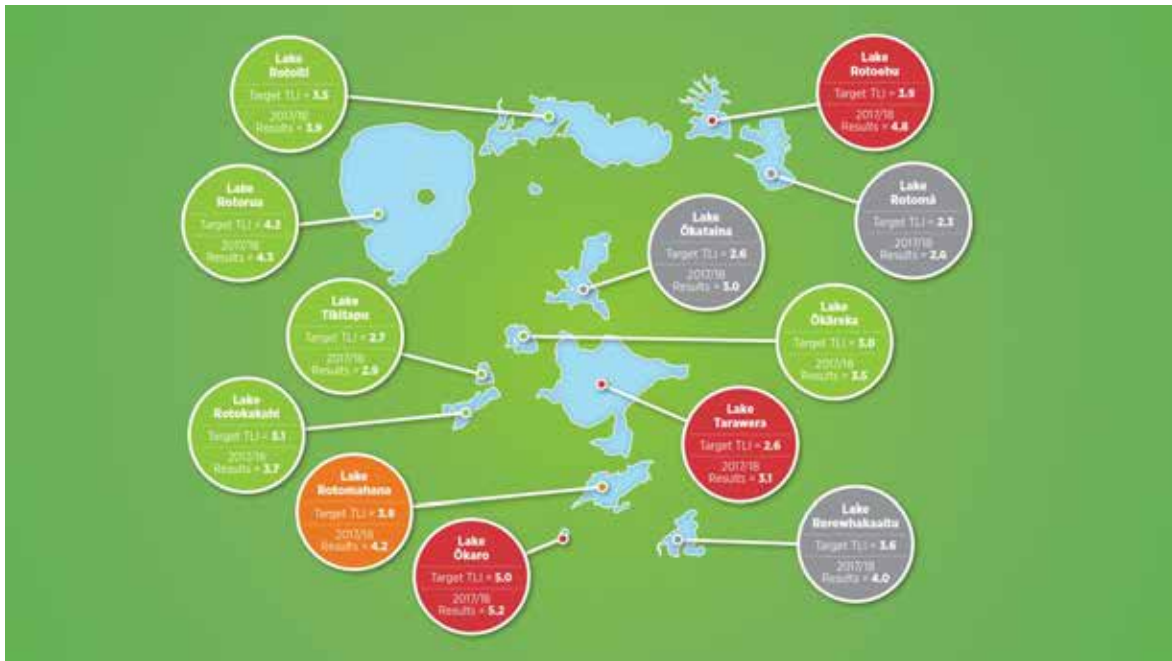 Lake
Rotoiti
Target TLI = 3.5
2017/18
Results = 3.9
Lake
Rotoehu
Target TLI = 3.9
2017/18
Results = 4.8
Lake
Rotorua
Target TLI = 4.2
2017/18
Results = 4.3
Lake
Rotomā
Target TLI = 2.3
2017/18
Results = 2.4
Lake
Ōkataina
Target TLI = 2.6
2017/18
Results = 3.0
Lake
Tikitapu
Target TLI = 2.7
2017/18
Results = 2.9
Lake
Ōkāreka
Target TLI = 3.0
2017/18
Results = 3.5
Lake
Rotokakahi
Target TLI = 3.1
2017/18
Results = 3.7
Lake
Tarawera
Target TLI = 2.6
2017/18
Results = 3.1
Lake
Rotomahana
Target TLI = 3.9
2017/18
Results = 4.2
Lake
Ōkaro
Target TLI = 5.0
2017/18
Results = 5.2
Lake
Rerewhakaaitu
Target TLI = 3.6
2017/18
Results = 4.0